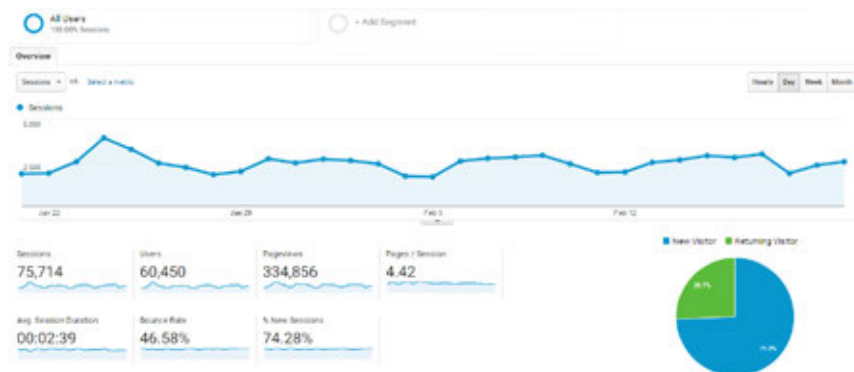 All Users
100.00% Sessions
+ Add Segment
Overview
Sessions
VS.
Select a metric
Hourly Day Week Month
Sessions
5,000
2,500
Jan 22
Jan 29
Feb 5
Feb 12
New Visitor Returning Visitor
Sessions
75,714
Users
60,450
Pageviews
334,856
Pages / Session
4.42
Avg. Session Duration
00:02:39
Bounce Rate
46.58%
% New Sessions
74.28%